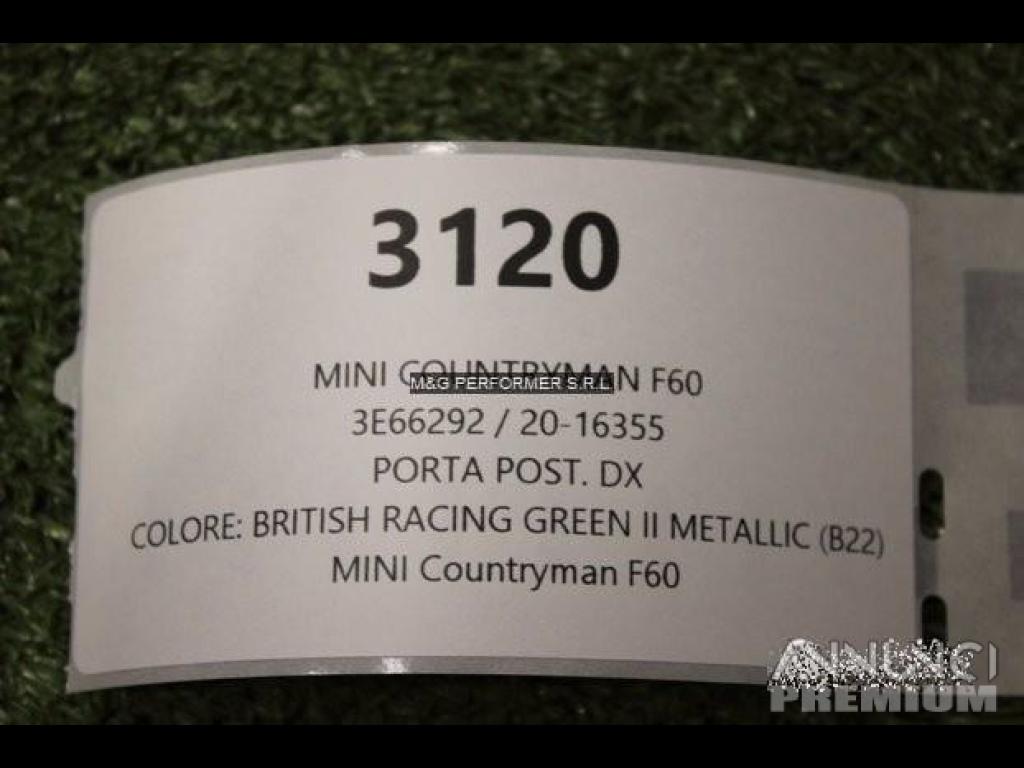 3120
MINI COUNTRYMAN F60
M&G PERFORMER S.R.L.
3E66292 / 20-16355
PORTA POST. DX
COLORE: BRITISH RACING GREEN II METALLIC (B22)
MINI Countryman F60
ANNUNCI
PREMIUM